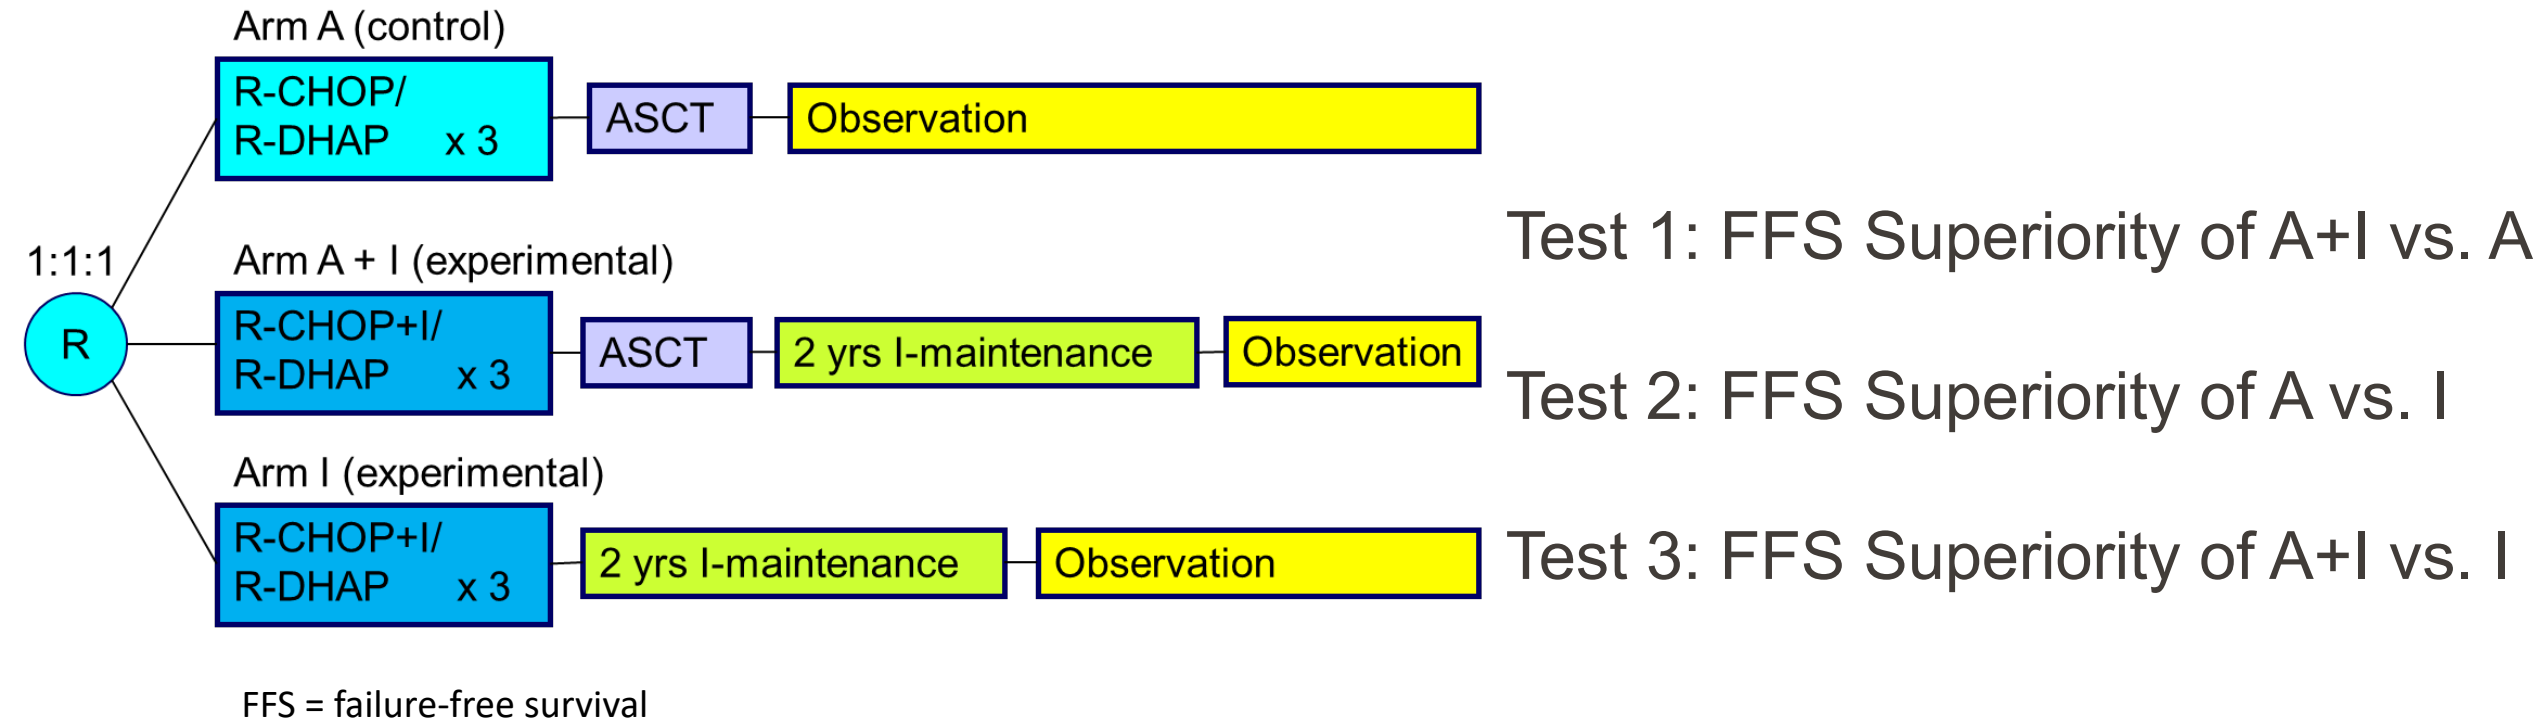 Arm A (control)
R-CHOP/
R-DHAP x 3
ASCT
Observation
1:1:1
R
Arm A + I (experimental)
R-CHOP+I/
R-DHAP x 3
ASCT
2 yrs I-maintenance
Observation
Arm I (experimental)
R-CHOP+I/
R-DHAP x 3
2 yrs I-maintenance
Observation
Test 1: FFS Superiority of A+I vs. A
Test 2: FFS Superiority of A vs. I
Test 3: FFS Superiority of A+I vs. I
FFS = failure-free survival